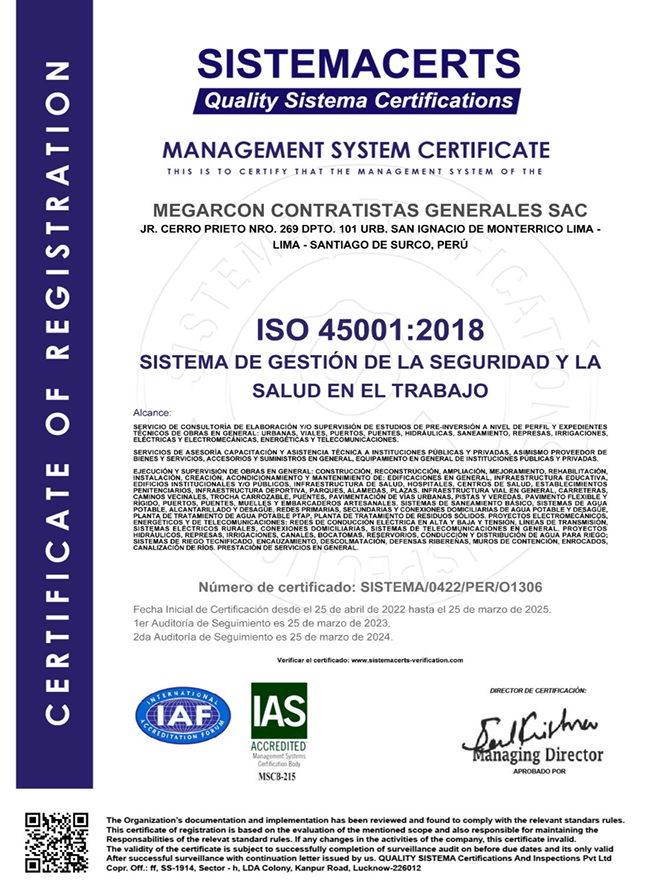 CERTIFICATE OF REGISTRATION
SISTEMACERTS
Quality Sistema Certifications
MANAGEMENT SYSTEM CERTIFICATE
THIS IS TO CERTIFY THAT THE MANAGEMENT SYSTEM OF THE
MEGARCON CONTRATISTAS GENERALES SAC
JR. CERRO PRIETO NRO. 269 DPTO. 101 URB. SAN IGNACIO DE MONTERRICO LIMA -
LIMA - SANTIAGO DE SURCO, PERÚ
ISO 45001:2018
SISTEMA DE GESTIÓN DE LA SEGURIDAD Y LA
SALUD EN EL TRABAJO
Alcance:
SERVICIO DE CONSULTORÍA DE ELABORACIÓN Y/O SUPERVISIÓN DE ESTUDIOS DE PRE-INVERSIÓN A NIVEL DE PERFIL Y EXPEDIENTES
TÉCNICOS DE OBRAS EN GENERAL: URBANAS, VIALES, PUERTOS, PUENTES, HIDRÁULICAS, SANEAMIENTO, REPRESAS, IRRIGACIONES,
ELÉCTRICAS Y ELECTROMECÁNICAS, ENERGÉTICAS Y TELECOMUNICACIONES.
SERVICIOS DE ASESORÍA CAPACITACIÓN Y ASISTENCIA TÉCNICA A INSTITUCIONES PÚBLICAS Y PRIVADAS, ASIMISMO PROVEEDOR DE
BIENES Y SERVICIOS, ACCESORIOS Y SUMINISTROS EN GENERAL, EQUIPAMIENTO EN GENERAL DE INSTITUCIONES PÚBLICAS Y PRIVADAS.
EJECUCIÓN Y SUPERVISIÓN DE OBRAS EN GENERAL: CONSTRUCCIÓN, RECONSTRUCCIÓN, AMPLIACIÓN, MEJORAMIENTO, REHABILITACIÓN,
INSTALACIÓN, CREACIÓN, ACONDICIONAMIENTO Y MANTENIMIENTO DE: EDIFICACIONES EN GENERAL, INFRAESTRUCTURA EDUCATIVA,
EDIFICIOS INSTITUCIONALES Y/O PÚBLICOS, INFRAESTRUCTURA DE SALUD, HOSPITALES, CENTROS DE SALUD, ESTABLECIMIENTOS
PENITENCIARIOS, INFRAESTRUCTURA DEPORTIVA, PARQUES, ALAMEDAS, PLAZAS, INFRAESTRUCTURA VIAL EN GENERAL, CARRETERAS,
CAMINOS VECINALES, TROCHA CARROZABLE, PUENTES, PAVIMENTACIÓN DE VÍAS URBANAS, PISTAS Y VEREDAS, PAVIMENTO FLEXIBLE Y
RÍGIDO, PUERTOS, PUENTES, MUELLES Y EMBARCADEROS ARTESANALES. SISTEMAS DE SANEAMIENTO BÁSICO, SISTEMAS DE AGUA
POTABLE, ALCANTARILLADO Y DESAGÜE, REDES PRIMARIAS, SECUNDARIAS Y CONEXIONES DOMICILIARIAS DE AGUA POTABLE Y DESAGÜE,
PLANTA DE TRATAMIENTO DE AGUA POTABLE PTAP, PLANTA DE TRATAMIENTO DE RESIDUOS SÓLIDOS. PROYECTOS ELECTROMECÁNICOS,
ENERGÉTICOS Y DE TELECOMUNICACIONES: REDES DE CONDUCCIÓN ELÉCTRICA EN ALTA Y BAJA Y TENSIÓN, LÍNEAS DE TRANSMISIÓN,
SISTEMAS ELÉCTRICOS RURALES, CONEXIONES DOMICILIARIAS, SISTEMAS DE TELECOMUNICACIONES EN GENERAL. PROYECTOS
HIDRÁULICOS, REPRESAS, IRRIGACIONES, CANALES, BOCATOMAS, RESERVORIOS, CONDUCCIÓN Y DISTRIBUCIÓN DE AGUA PARA RIEGO;
SISTEMAS DE RIEGO TECNIFICADO, ENCAUZAMIENTO, DESCOLMATACIÓN, DEFENSAS RIBEREÑAS, MUROS DE CONTENCIÓN, ENROCADOS,
CANALIZACIÓN DE RÍOS. PRESTACIÓN DE SERVICIOS EN GENERAL.
Número de certificado: SISTEMA/0422/PER/O1306
Fecha Inicial de Certificación desde el 25 de abril de 2022 hasta el 25 de marzo de 2025.
1er Auditoría de Seguimiento es 25 de marzo de 2023.
2da Auditoría de Seguimiento es 25 de marzo de 2024.
Verificar el certificado: www.sistemacerts-verification.com
INTERNATIONAL
IAF
ACCREDITATION FORUM
IAS
ACCREDITED
Management Systems
Certification Body
MSCB-215
DIRECTOR DE CERTIFICACIÓN:
Managing Director
APROBADO POR
The Organization's documentation and implementation has been reviewed and found to comply with the relevant standars rules.
This certificate of registration is based on the evaluation of the mentioned scope and also responsible for maintaining the
Responsabilities of the relevat standard rules. If any changes in the activities of the company, this certificate invalid.
The validity of the certificate is subject to successfully completion of surveillance audit on before due dates and its only valid
After successful surveillance with continuation letter issued by us. QUALITY SISTEMA Certifications And Inspections Pvt Ltd
Copr. Off.: ff, SS-1914, Sector - h, LDA Colony, Kanpur Road, Lucknow-226012